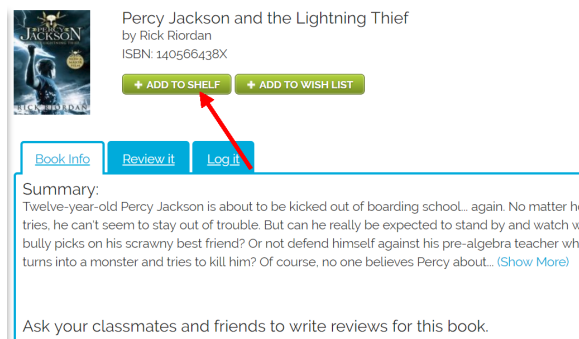 PERCY
JACKSON
RICK RIORDAN
Percy Jackson and the Lightning Thief
by Rick Riordan
ISBN: 140566438X
+ ADD TO SHELF + ADD TO WISH LIST
Book Info Review it Log it
Summary:
Twelve-year-old Percy Jackson is about to be kicked out of boarding school... again. No matter
tries, he can't seem to stay out of trouble. But can he really be expected to stand by and watch
bully picks on his scrawny best friend? Or not defend himself against his pre-algebra teacher
turns into a monster and tries to kill him? Of course, no one believes Percy about... (Show More)
Ask your classmates and friends to write reviews for this book.